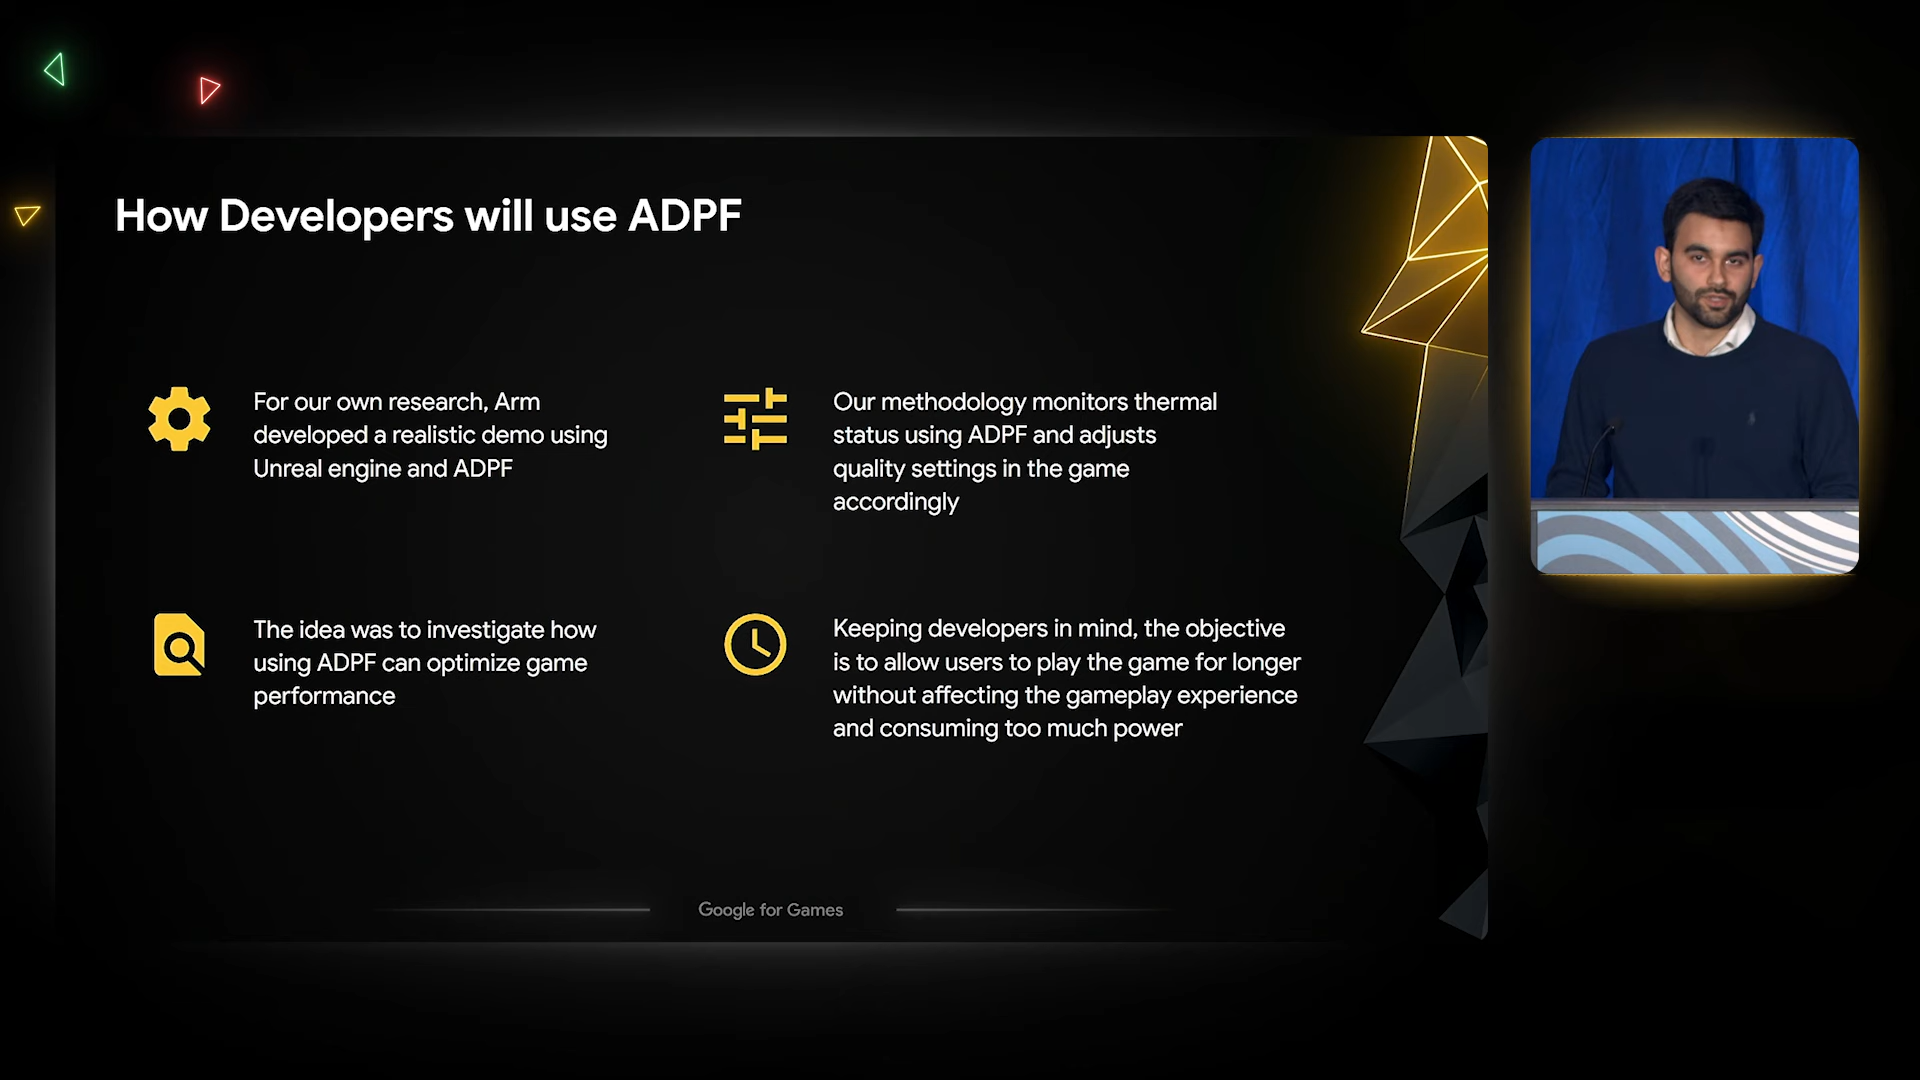 How Developers will use ADPF
For our own research, Arm
developed a realistic demo using
Unreal engine and ADPF
Our methodology monitors thermal
status using ADPF and adjusts
quality settings in the game
accordingly
The idea was to investigate how
using ADPF can optimize game
performance
Keeping developers in mind, the objective
is to allow users to play the game for longer
without affecting the gameplay experience
and consuming too much power
Google for Games